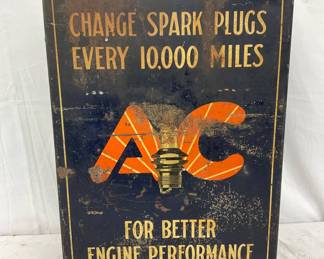 CHANGE SPARK PLUGS
EVERY 10,000 MILES
AC
FOR BETTER
ENGINE PERFORMANCE